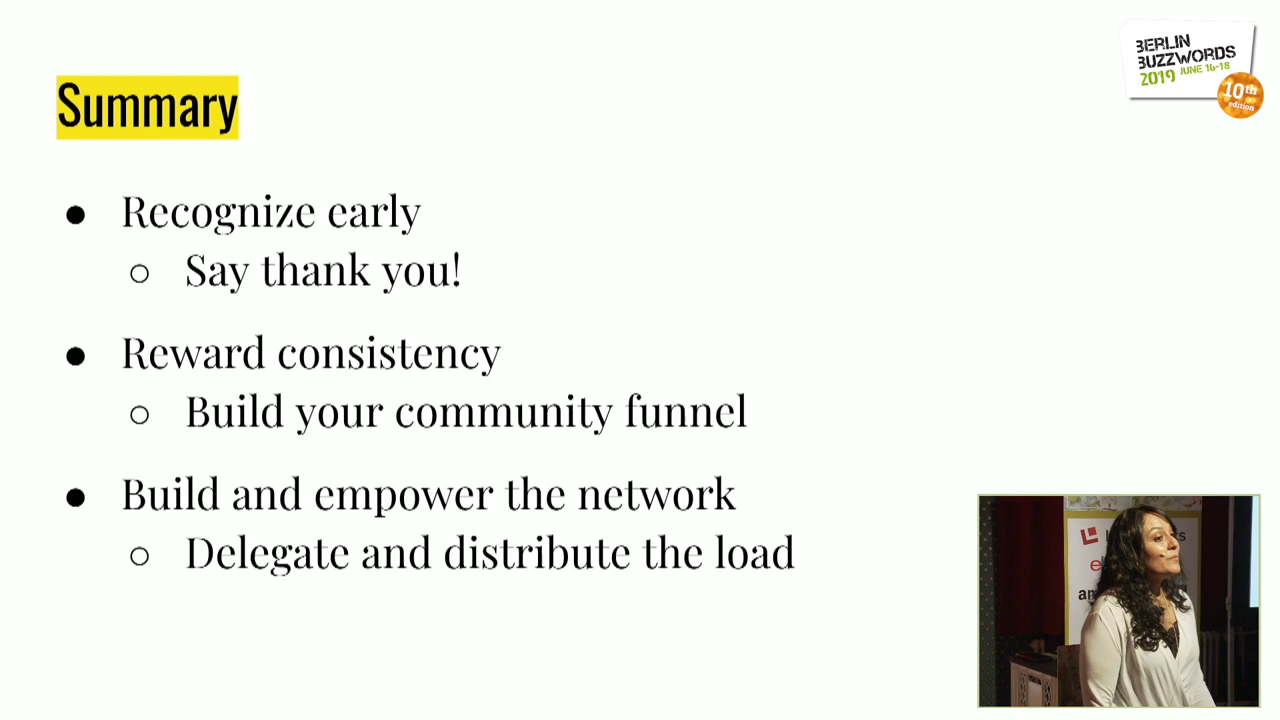 BERLIN
BUZZWORDS
2019 JUNE 16-18
10th
edition
Summary
● Recognize early
○ Say thank you!
● Reward consistency
○ Build your community funnel
● Build and empower the network
○ Delegate and distribute the load